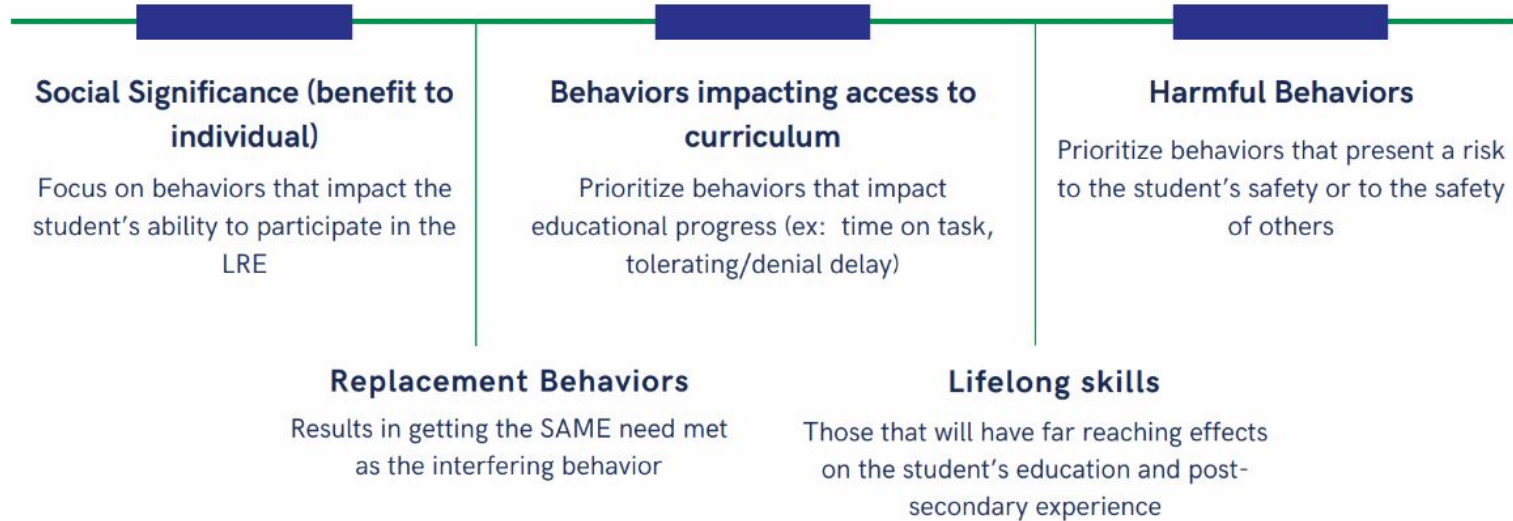 Social Significance (benefit to
individual)
Focus on behaviors that impact the
student's ability to participate in the
LRE
Behaviors impacting access to
curriculum
Prioritize behaviors that impact
educational progress (ex:  time on task,
tolerating/denial delay)
Harmful Behaviors
Prioritize behaviors that present a risk
to the student's safety or to the safety
of others
Replacement Behaviors
Results in getting the SAME need met
as the interfering behavior
Lifelong skills
Those that will have far reaching effects
on the student's education and post-
secondary experience